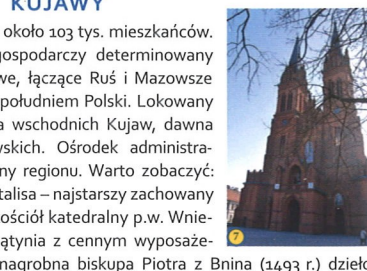 KUJAWY
około 103 tys. mieszkańców.
gospodarczy determinowany
we, łączące Ruś i Mazowsze
południem Polski. Lokowany
a wschodnich Kujaw, dawna
wskich. Ośrodek administra-
ny regionu. Warto zobaczyć:
talisa – najstarszy zachowany
ościół katedralny p.w. Wnie-
ątynia z cennym wyposaże-
nagrobna biskupa Piotra z Bnina (1493 r.) dzieło
7